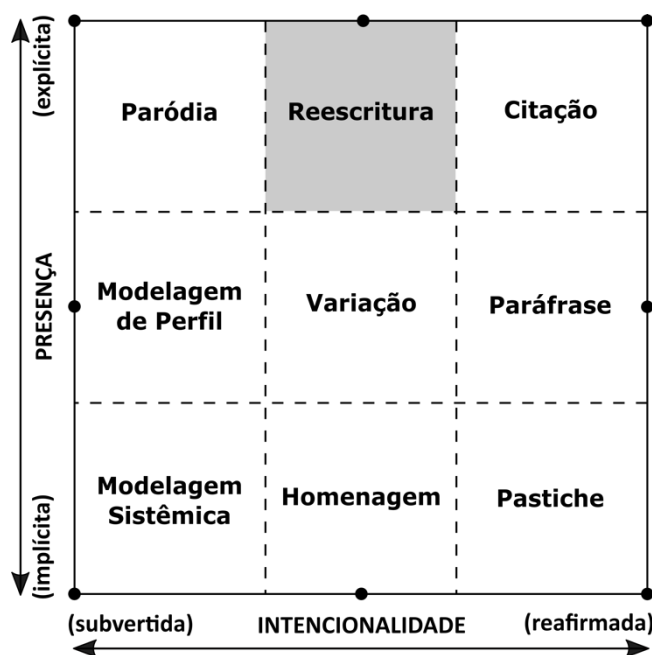 (explícita)
PRESENÇA
(implícita)
Paródia
Reescritura
Citação
Modelagem
de Perfil
Variação
Paráfrase
Modelagem
Sistêmica
Homenagem
Pastiche
(subvertida)
INTENCIONALIDADE
(reafirmada)